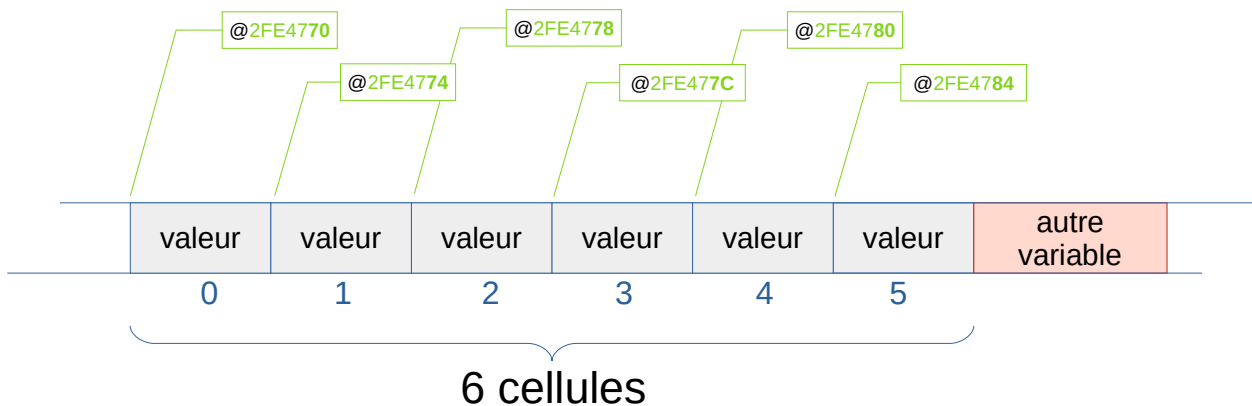 @2FE4770
@2FE4778
@2FE4780
@2FE4774
@2FE477C
@2FE4784
valeur
valeur
valeur
valeur
valeur
valeur
autre
variable
0
1
2
3
4
5
6 cellules